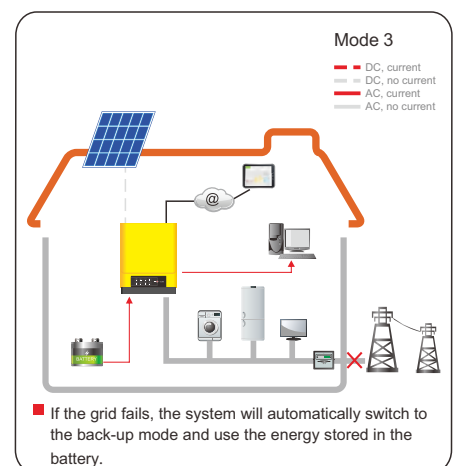 Mode 3
DC, current
DC, no current
AC, current
AC, no current
@
BATTERY
If the grid fails, the system will automatically switch to
the back-up mode and use the energy stored in the
battery.